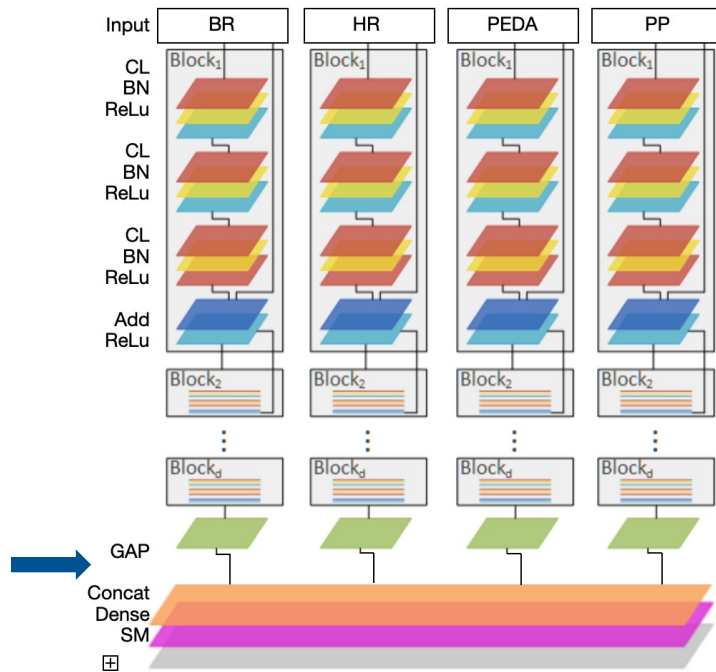 Input BR HR PEDA PP
Block1 Block1 Block1 Block1
CL
BN
ReLu
CL
BN
ReLu
CL
BN
ReLu
Add
ReLu
Block2 Block2 Block2 Block2
Blockd Blockd Blockd Blockd
GAP
Concat
Dense
SM